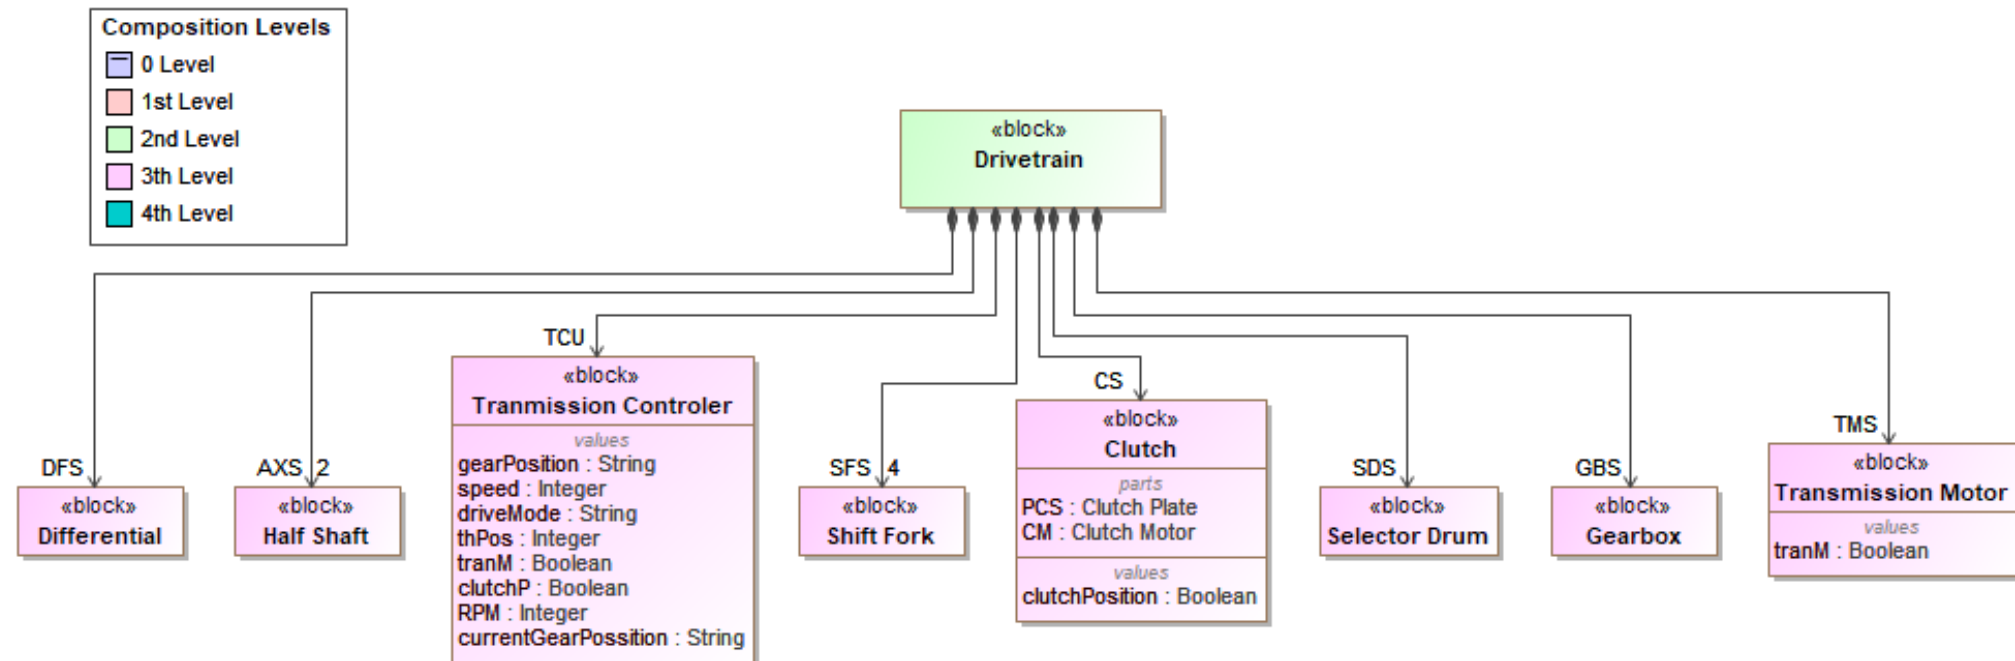 Composition Levels
0 Level
1st Level
2nd Level
3th Level
4th Level
«block»
Drivetrain
DFS
«block»
Differential
AXS 2
«block»
Half Shaft
TCU
«block»
Tranmission Controler
values
gearPosition : String
speed : Integer
driveMode : String
thPos : Integer
tranM : Boolean
clutchP : Boolean
RPM : Integer
currentGearPossition : String
SFS 4
«block»
Shift Fork
CS
«block»
Clutch
parts
PCS : Clutch Plate
CM : Clutch Motor
values
clutchPosition : Boolean
SDS
«block»
Selector Drum
GBS
«block»
Gearbox
TMS
«block»
Transmission Motor
values
tranM : Boolean